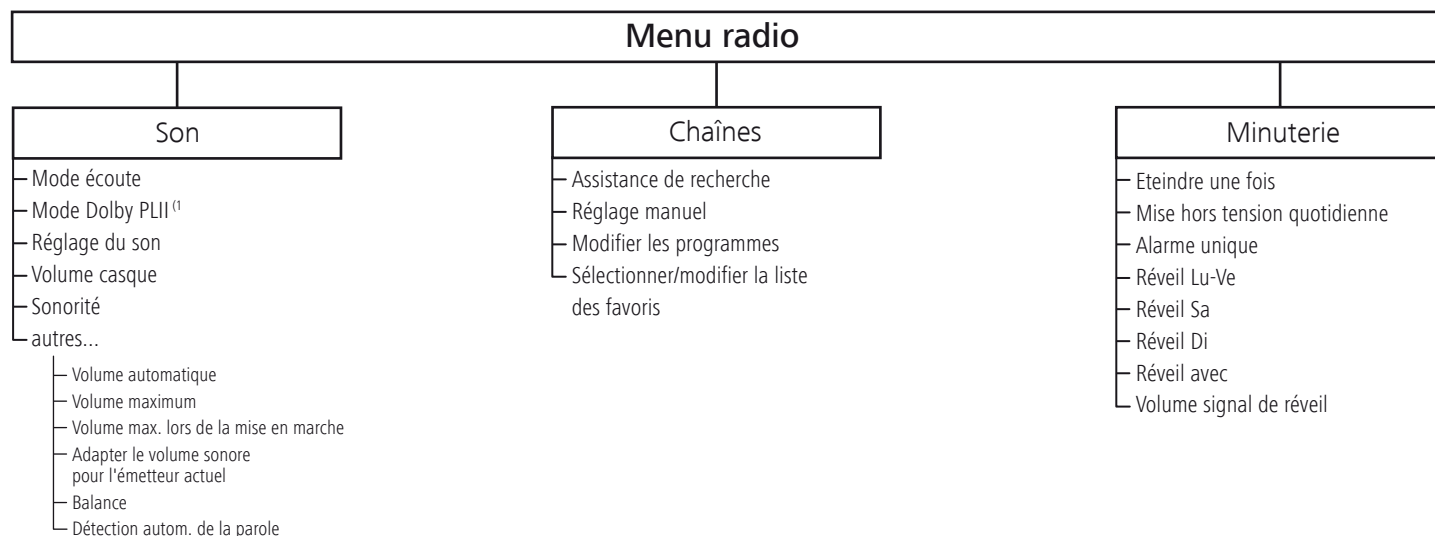 Menu radio
Son
Mode écoute
Mode Dolby PLII (1
Réglage du son
Volume casque
Sonorité
autres...
Volume automatique
Volume maximum
Volume max. lors de la mise en marche
Adapter le volume sonore
pour l'émetteur actuel
Balance
Détection autom. de la parole
Chaînes
Assistance de recherche
Réglage manuel
Modifier les programmes
Sélectionner/modifier la liste
des favoris
Minuterie
Eteindre une fois
Mise hors tension quotidienne
Alarme unique
Réveil Lu-Ve
Réveil Sa
Réveil Di
Réveil avec
Volume signal de réveil